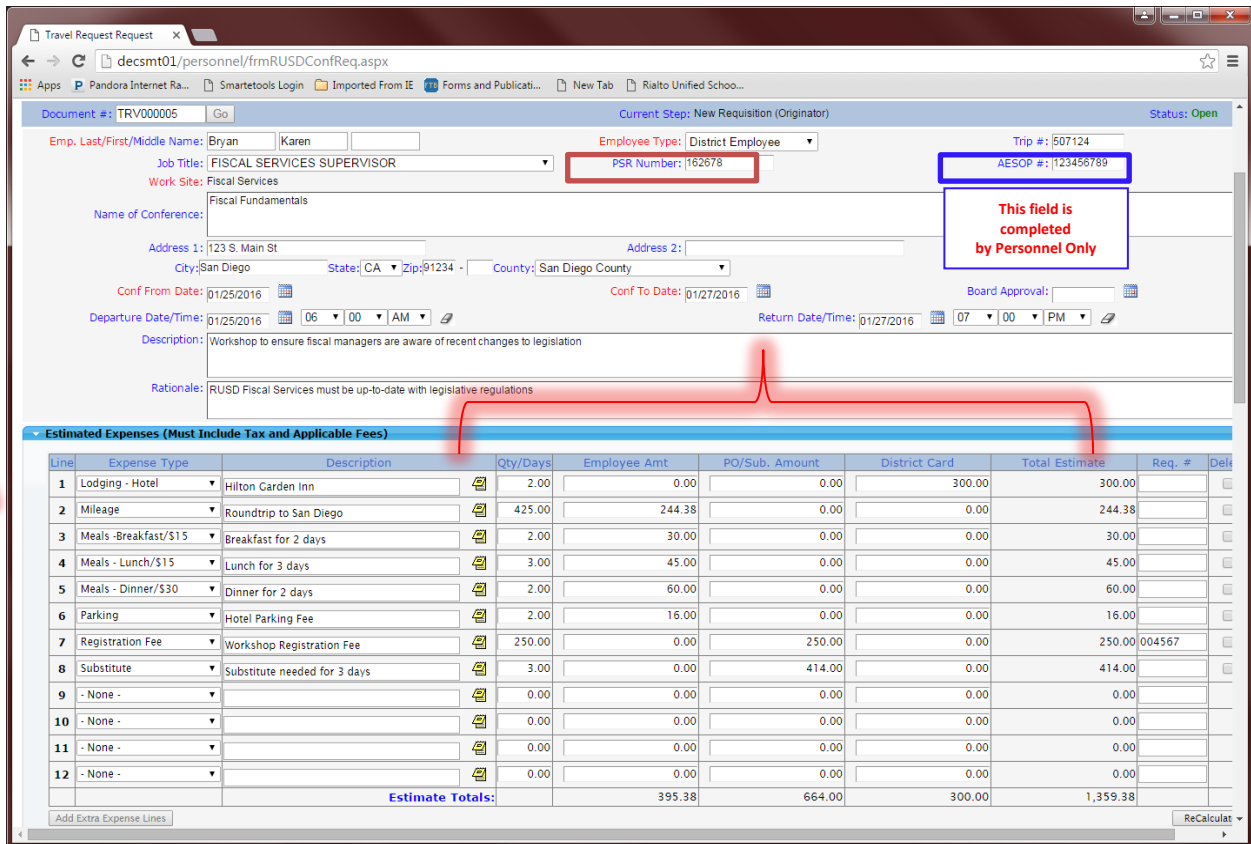 Travel Request Request
decsmt01/personnel/frmRUSDConfReq.aspx
Apps Pandora Internet Ra... Smartetools Login Imported From IE FTB Forms and Publicati... New Tab Rialto Unified Schoo...
Document #: TRV000005 Go Current Step: New Requisition (Originator) Status: Open
Emp. Last/First/Middle Name: Bryan Karen Employee Type: District Employee Trip #: 507124
Job Title: FISCAL SERVICES SUPERVISOR PSR Number: 162678 AESOP #: 123456789
Work Site: Fiscal Services
Name of Conference: Fiscal Fundamentals
This field is
completed
by Personnel Only
Address 1: 123 S. Main St Address 2:
City: San Diego State: CA Zip: 91234 - County: San Diego County
Conf From Date: 01/25/2016 Conf To Date: 01/27/2016 Board Approval:
Departure Date/Time: 01/25/2016 06 00 AM Return Date/Time: 01/27/2016 07 00 PM
Description: Workshop to ensure fiscal managers are aware of recent changes to legislation
Rationale: RUSD Fiscal Services must be up-to-date with legislative regulations
Estimated Expenses (Must Include Tax and Applicable Fees)
Line Expense Type Description Qty/Days Employee Amt PO/Sub. Amount District Card Total Estimate Req. # Dele
1 Lodging - Hotel Hilton Garden Inn 2.00 0.00 0.00 300.00 300.00
2 Mileage Roundtrip to San Diego 425.00 244.38 0.00 0.00 244.38
3 Meals -Breakfast/$15 Breakfast for 2 days 2.00 30.00 0.00 0.00 30.00
4 Meals - Lunch/$15 Lunch for 3 days 3.00 45.00 0.00 0.00 45.00
5 Meals - Dinner/$30 Dinner for 2 days 2.00 60.00 0.00 0.00 60.00
6 Parking Hotel Parking Fee 2.00 16.00 0.00 0.00 16.00
7 Registration Fee Workshop Registration Fee 250.00 0.00 250.00 0.00 250.00 004567
8 Substitute Substitute needed for 3 days 3.00 0.00 414.00 0.00 414.00
9 - None - 0.00 0.00 0.00 0.00 0.00
10 - None - 0.00 0.00 0.00 0.00 0.00
11 - None - 0.00 0.00 0.00 0.00 0.00
12 - None - 0.00 0.00 0.00 0.00 0.00
Estimate Totals: 395.38 664.00 300.00 1,359.38
Add Extra Expense Lines ReCalculat